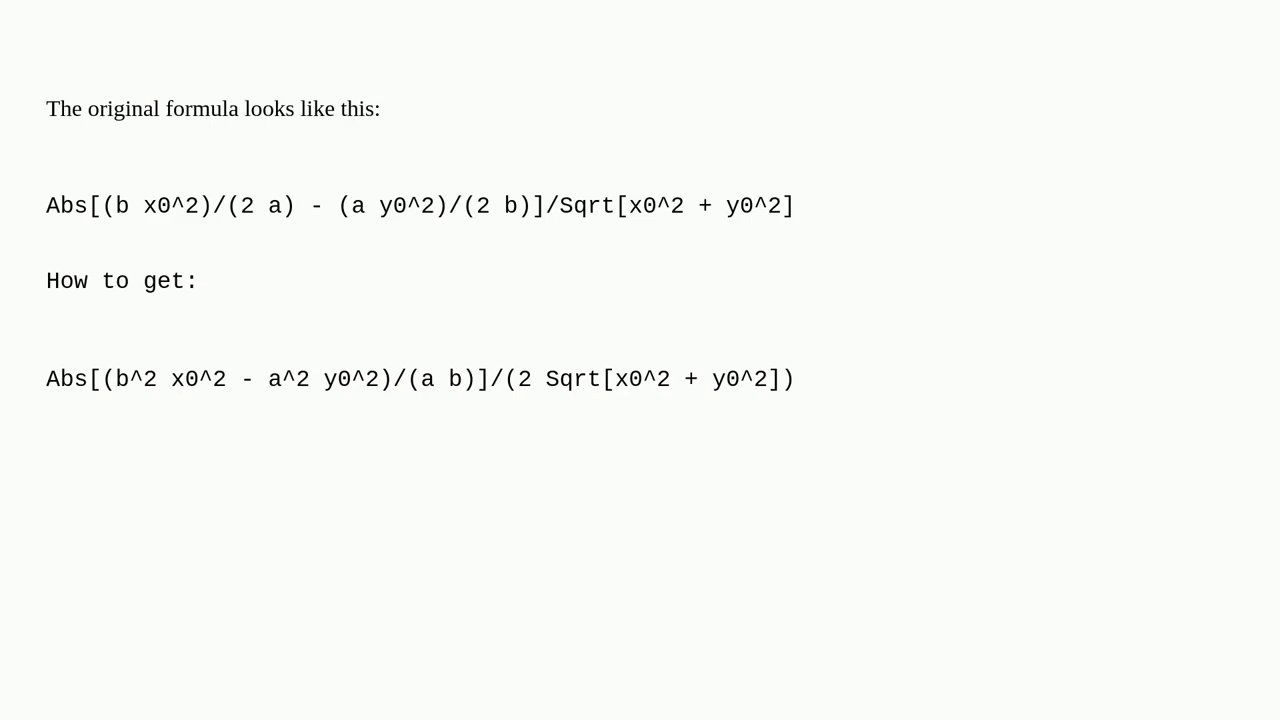 The original formula looks like this:
Abs[(b x0^2)/(2 a) - (a y0^2)/(2 b)]/Sqrt[x0^2 + y0^2]
How to get:
Abs[(b^2 x0^2 - a^2 y0^2)/(a b)]/(2 Sqrt[x0^2 + y0^2])